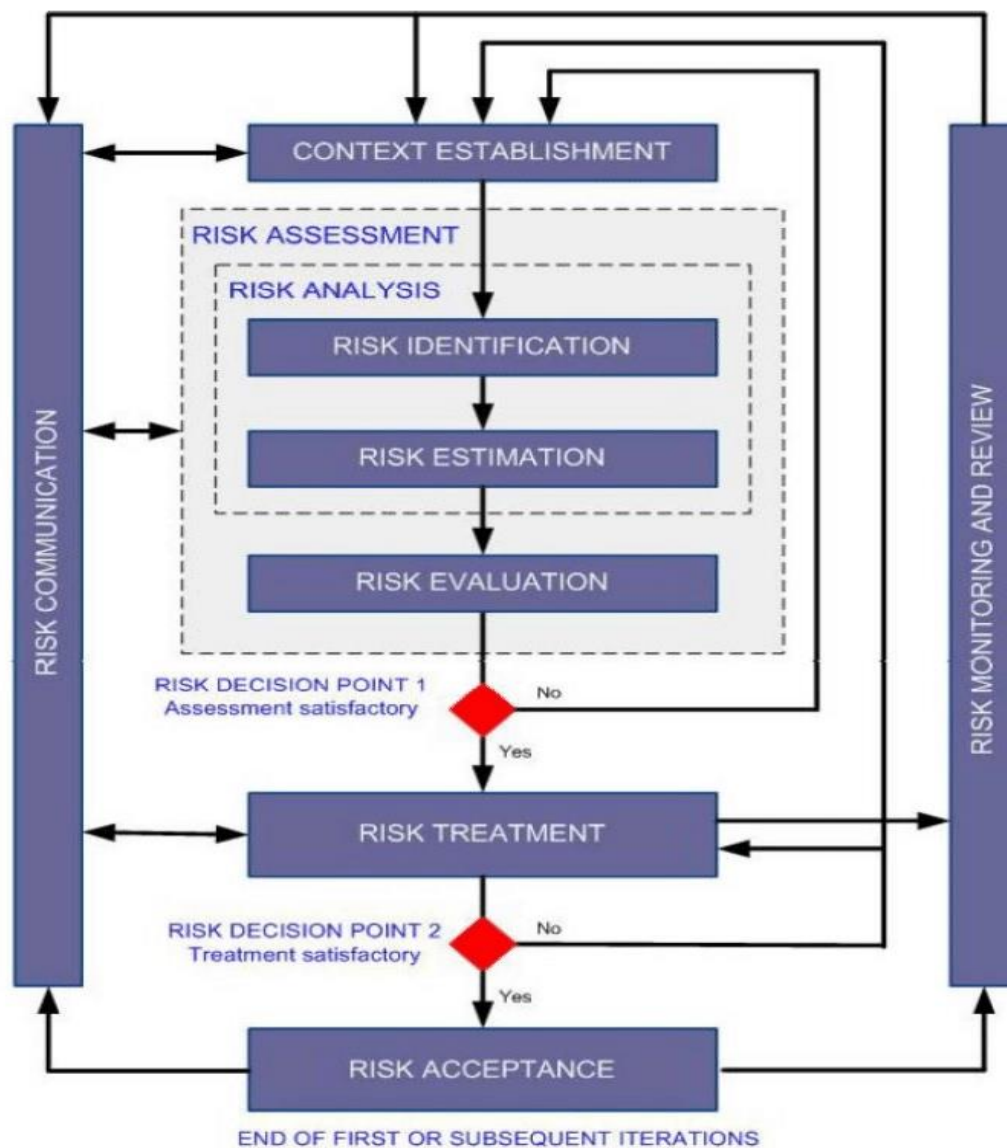 CONTEXT ESTABLISHMENT
RISK ASSESSMENT
RISK ANALYSIS
RISK IDENTIFICATION
RISK ESTIMATION
RISK EVALUATION
RISK COMMUNICATION
RISK MONITORING AND REVIEW
RISK DECISION POINT 1
Assessment satisfactory
No
Yes
RISK TREATMENT
RISK DECISION POINT 2
Treatment satisfactory
No
Yes
RISK ACCEPTANCE
END OF FIRST OR SUBSEQUENT ITERATIONS